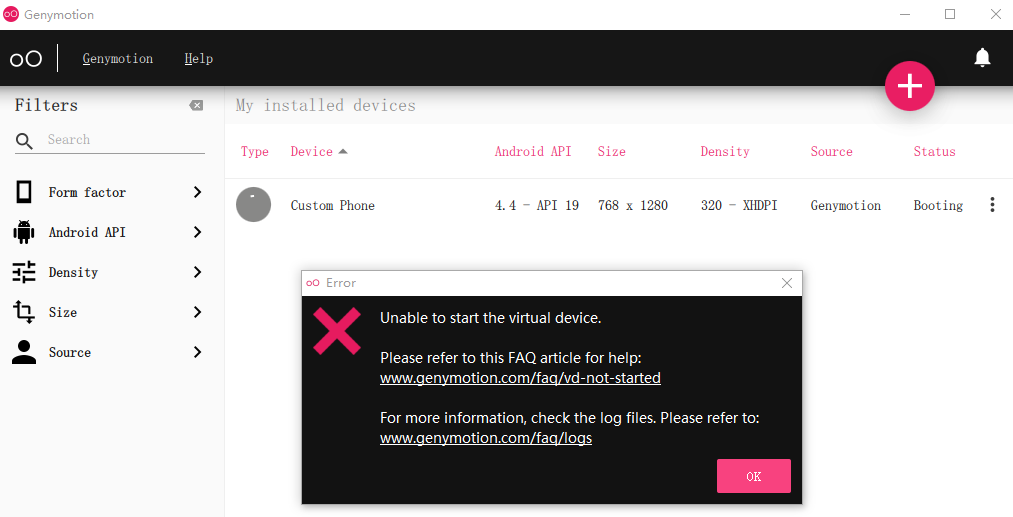 Genymotion
Genymotion Help
Filters
My installed devices
Search
Type Device Android API Size Density Source Status
Form factor
Custom Phone 4.4 - API 19 768 x 1280 320 - XHDPI Genymotion Booting
Android API
Density
Size
Source
Error
Unable to start the virtual device.
Please refer to this FAQ article for help:
www.genymotion.com/faq/vd-not-started
For more information, check the log files. Please refer to:
www.genymotion.com/faq/logs
OK